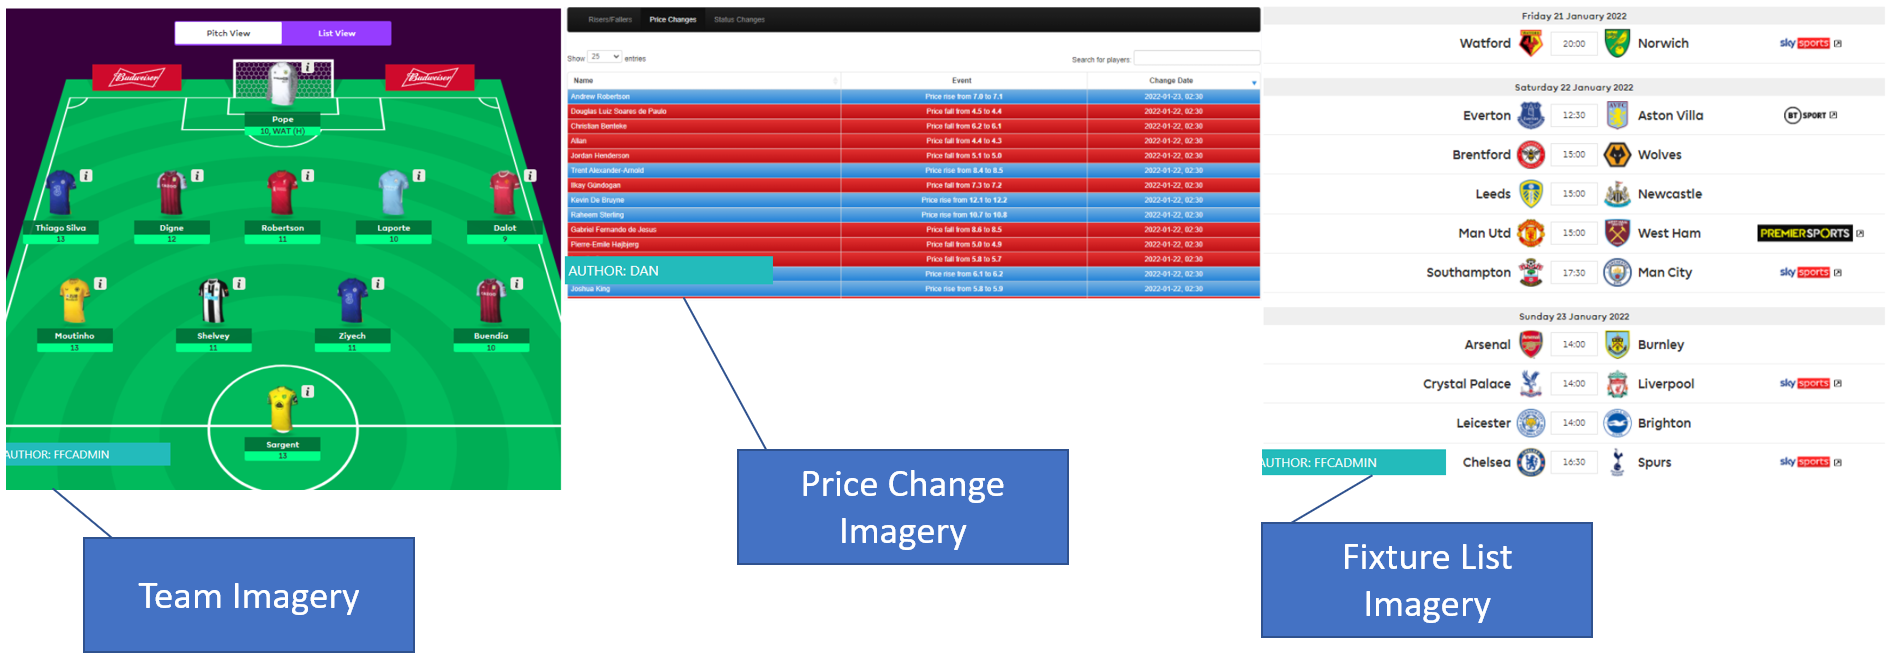 Pitch View
List View
Budweiser
Budweiser
Pope
10, WAT (H)
Thiago Silva
13
Digne
12
Robertson
11
Laporte
10
Dalot
9
Moutinho
13
Shelvey
11
Ziyech
11
Buendía
10
Sargent
13
AUTHOR: FFCADMIN
Team Imagery
Risers/Fallers Price Changes Status Changes
Show 25 entries
Search for players:
Name Event Change Date
Andrew Robertson Price rise from 7.0 to 7.1 2022-01-23, 02:30
Douglas Luiz Soares de Paulo Price fall from 4.5 to 4.4 2022-01-22, 02:30
Christian Benteke Price fall from 6.2 to 6.1 2022-01-22, 02:30
Allan Price fall from 4.4 to 4.3 2022-01-22, 02:30
Jordan Henderson Price fall from 5.1 to 5.0 2022-01-22, 02:30
Trent Alexander-Arnold Price rise from 8.4 to 8.5 2022-01-22, 02:30
Ilkay Gündogan Price fall from 7.3 to 7.2 2022-01-22, 02:30
Kevin De Bruyne Price rise from 12.1 to 12.2 2022-01-22, 02:30
Raheem Sterling Price rise from 10.7 to 10.8 2022-01-22, 02:30
Gabriel Fernando de Jesus Price fall from 8.6 to 8.5 2022-01-22, 02:30
Pierre-Emile Højbjerg Price fall from 5.0 to 4.9 2022-01-22, 02:30
Price fall from 5.8 to 5.7 2022-01-22, 02:30
AUTHOR: DAN
Price rise from 6.1 to 6.2 2022-01-22, 02:30
Joshua King Price rise from 5.8 to 5.9 2022-01-22, 02:30
Price Change
Imagery
Friday 21 January 2022
Watford 20:00 Norwich sky sports
Saturday 22 January 2022
Everton 12:30 Aston Villa BT SPORT
Brentford 15:00 Wolves
Leeds 15:00 Newcastle
Man Utd 15:00 West Ham PREMIER SPORTS
Southampton 17:30 Man City sky sports
Sunday 23 January 2022
Arsenal 14:00 Burnley
Crystal Palace 14:00 Liverpool sky sports
Leicester 14:00 Brighton
Chelsea 16:30 Spurs sky sports
AUTHOR: FFCADMIN
Fixture List
Imagery